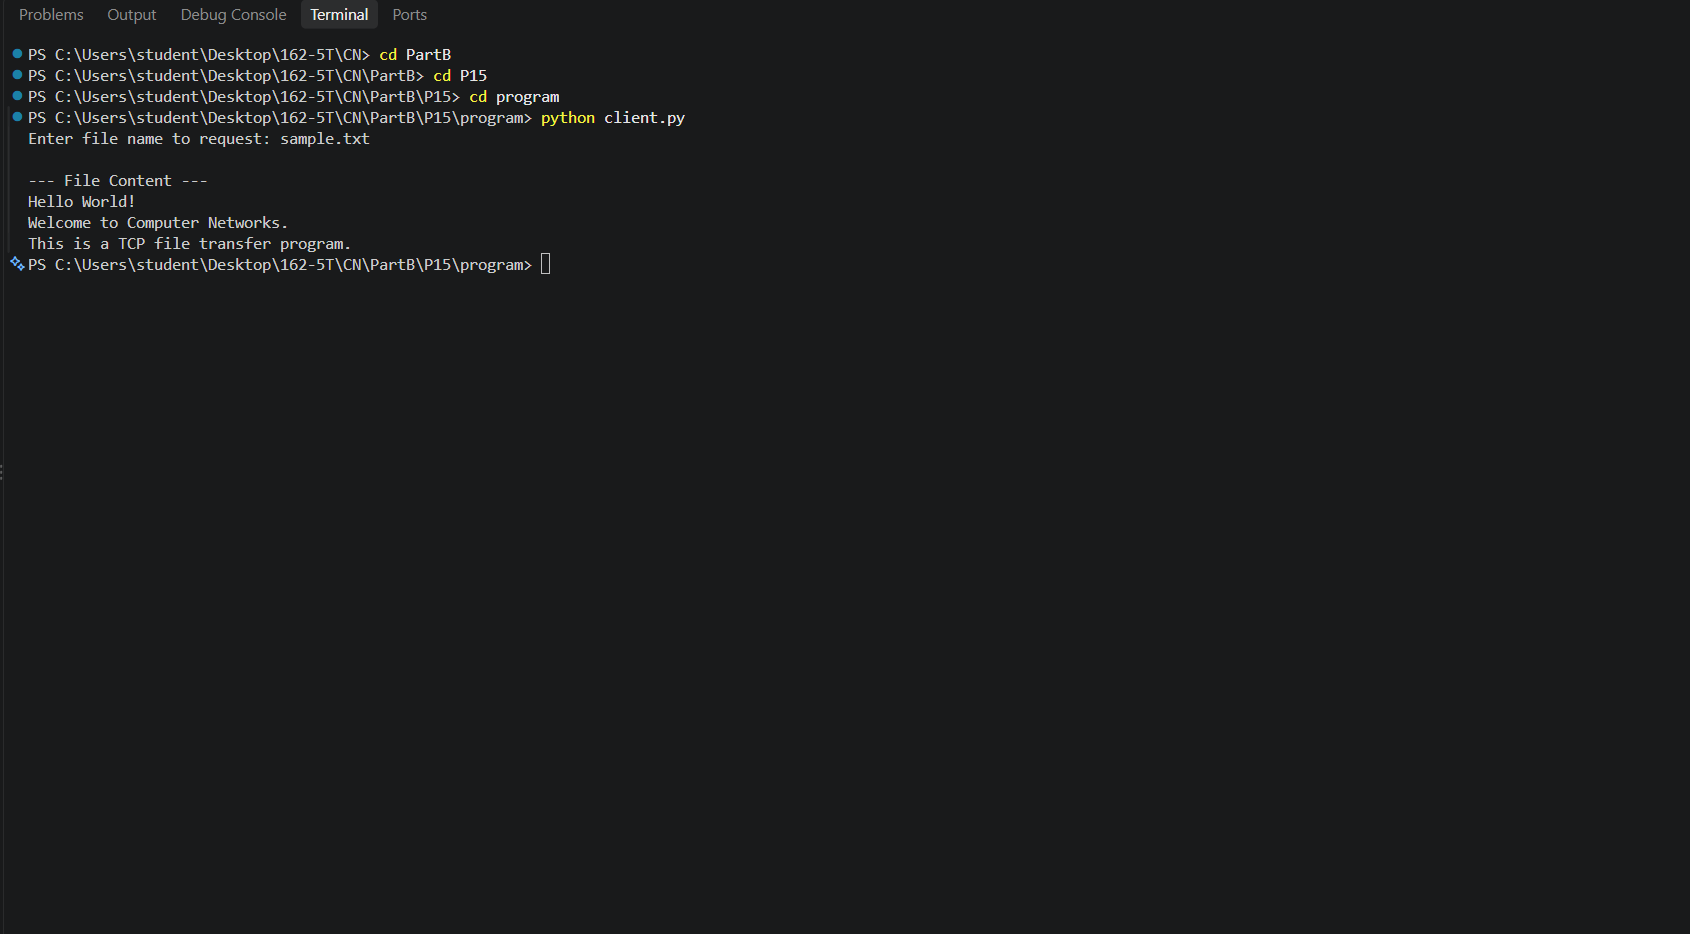 Problems Output Debug Console Terminal Ports
PS C:\Users\student\Desktop\162-5T\CN> cd PartB
PS C:\Users\student\Desktop\162-5T\CN\PartB> cd P15
PS C:\Users\student\Desktop\162-5T\CN\PartB\P15> cd program
PS C:\Users\student\Desktop\162-5T\CN\PartB\P15\program> python client.py
Enter file name to request: sample.txt
--- File Content ---
Hello World!
Welcome to Computer Networks.
This is a TCP file transfer program.
PS C:\Users\student\Desktop\162-5T\CN\PartB\P15\program>